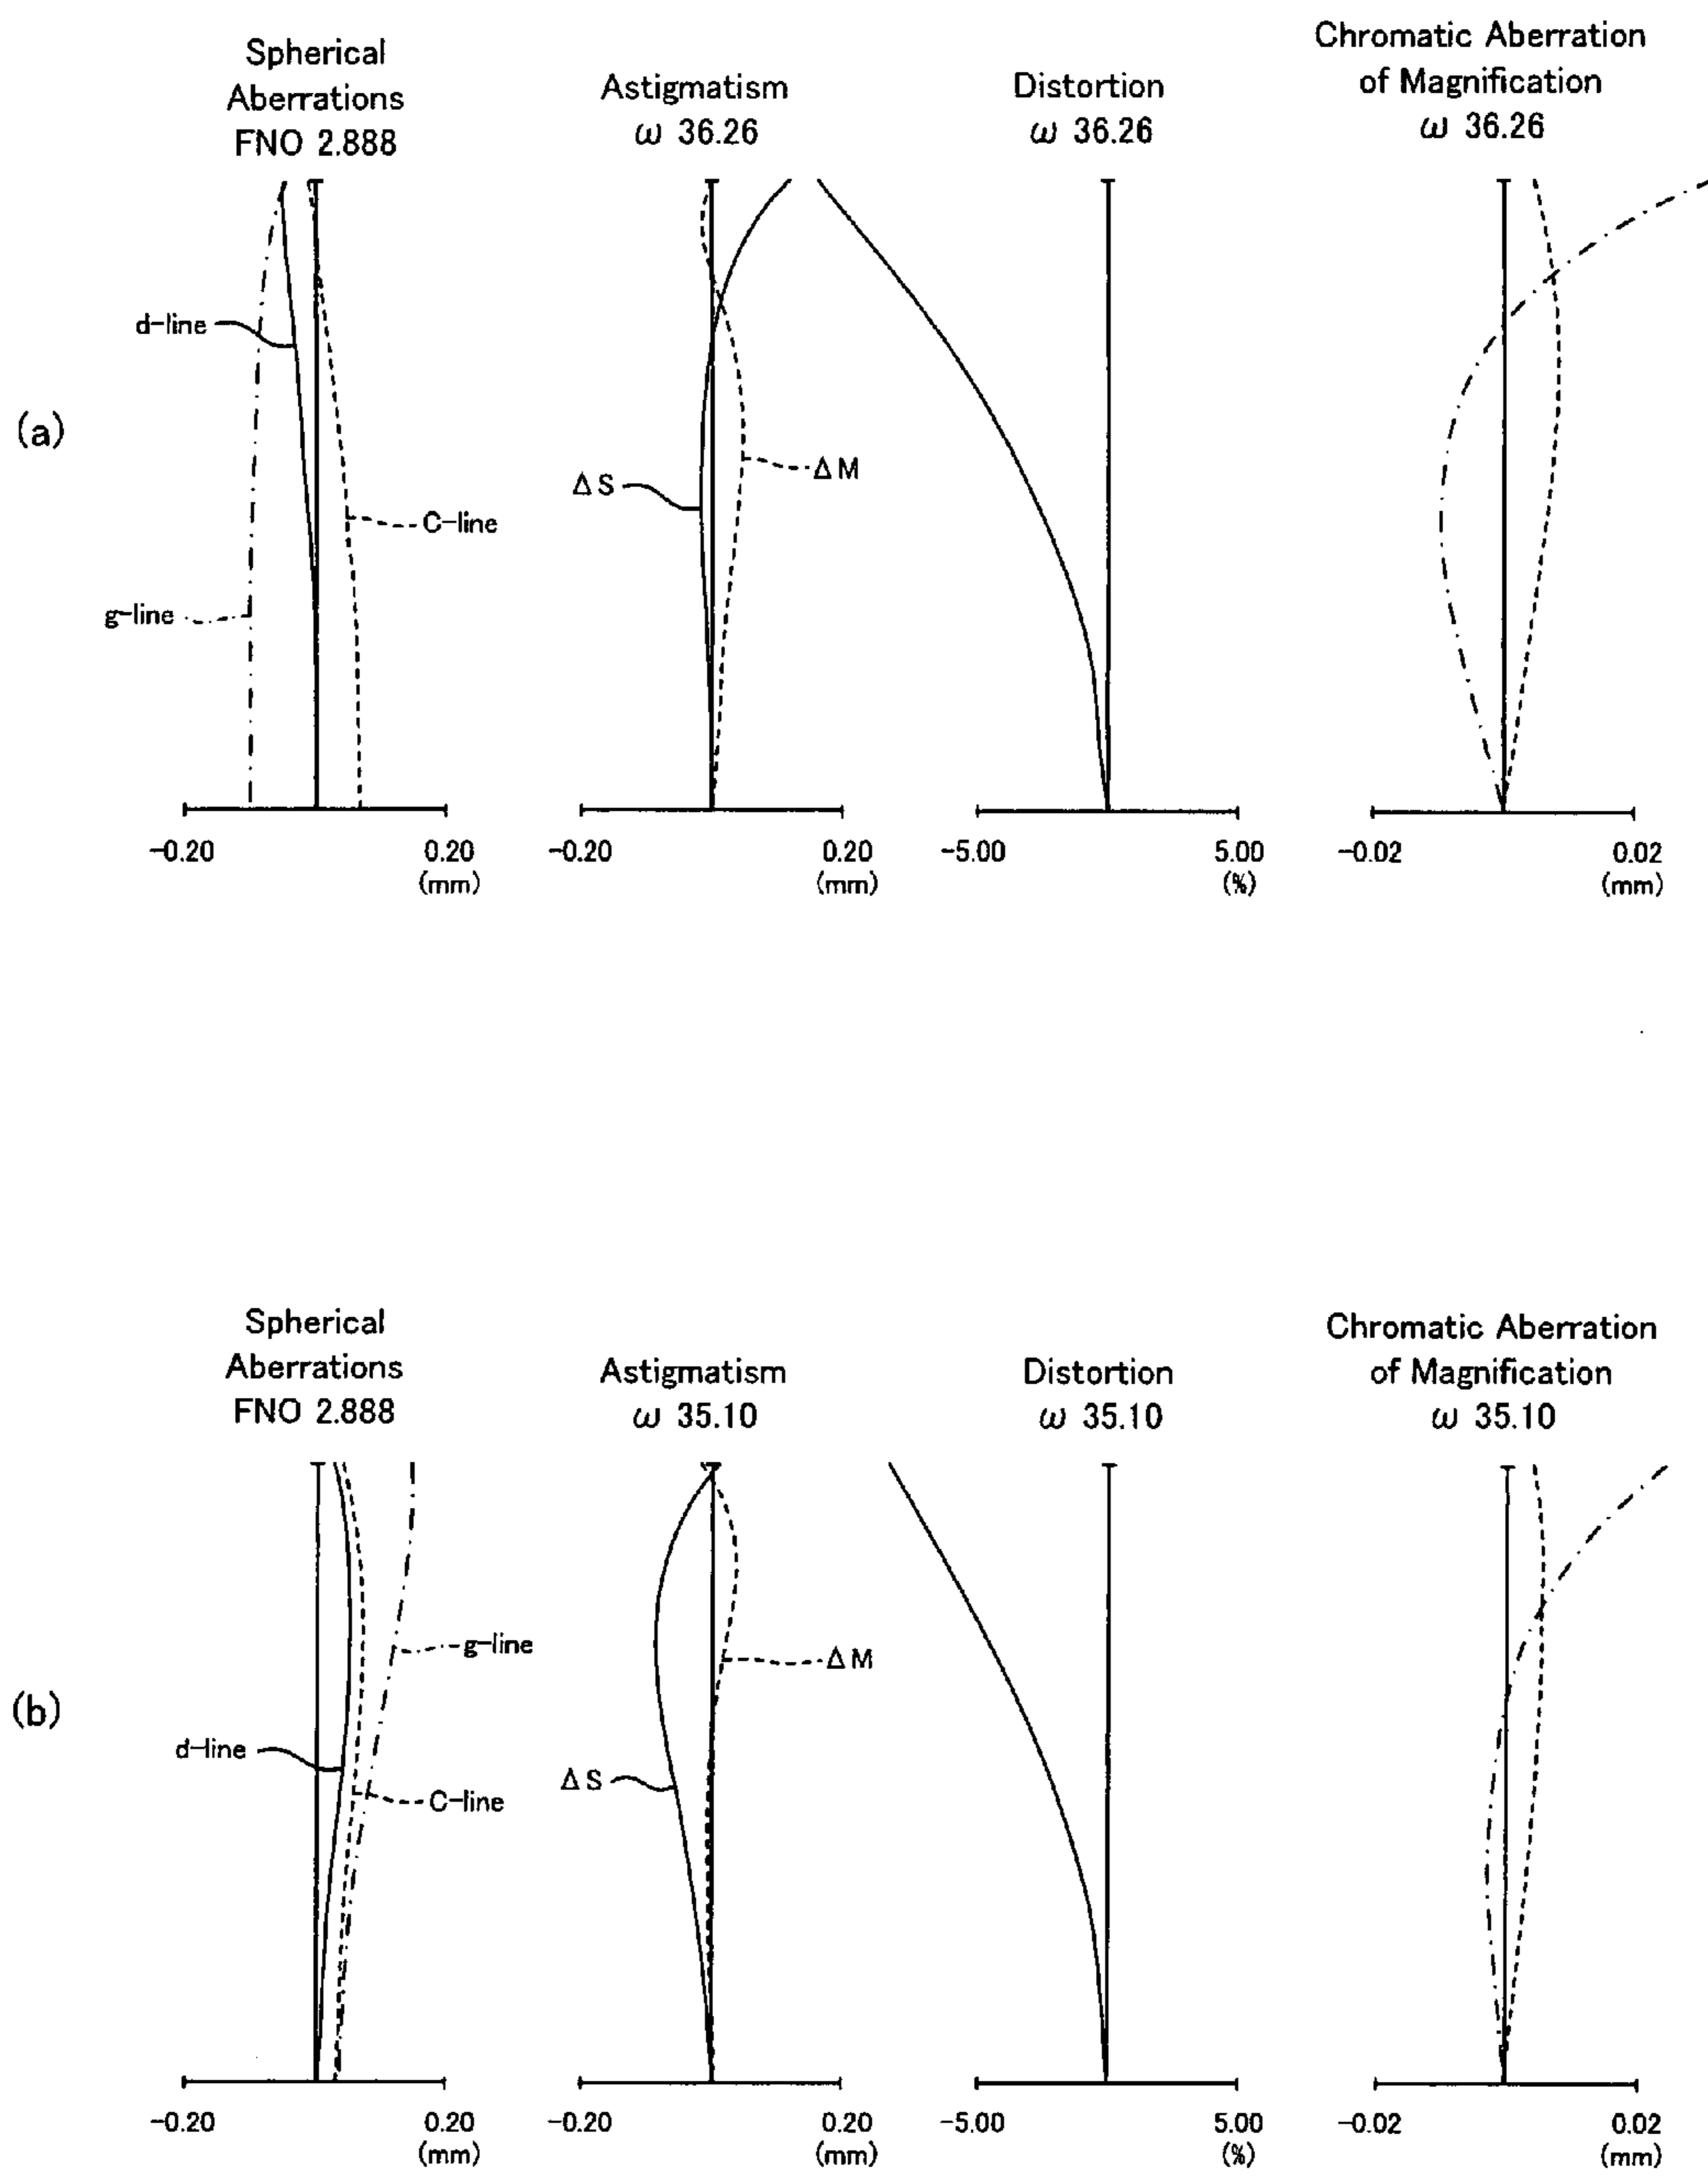 Spherical
Aberrations
FNO 2.888
Astigmatism
ω 36.26
Distortion
ω 36.26
Chromatic Aberration
of Magnification
ω 36.26
(a)
d-line
C-line
g-line
ΔS
ΔM
-0.20
0.20
(mm)
-0.20
0.20
(mm)
-5.00
5.00
(%)
-0.02
0.02
(mm)
Spherical
Aberrations
FNO 2.888
Astigmatism
ω 35.10
Distortion
ω 35.10
Chromatic Aberration
of Magnification
ω 35.10
(b)
g-line
d-line
C-line
ΔM
ΔS
-0.20
0.20
(mm)
-0.20
0.20
(mm)
-5.00
5.00
(%)
-0.02
0.02
(mm)